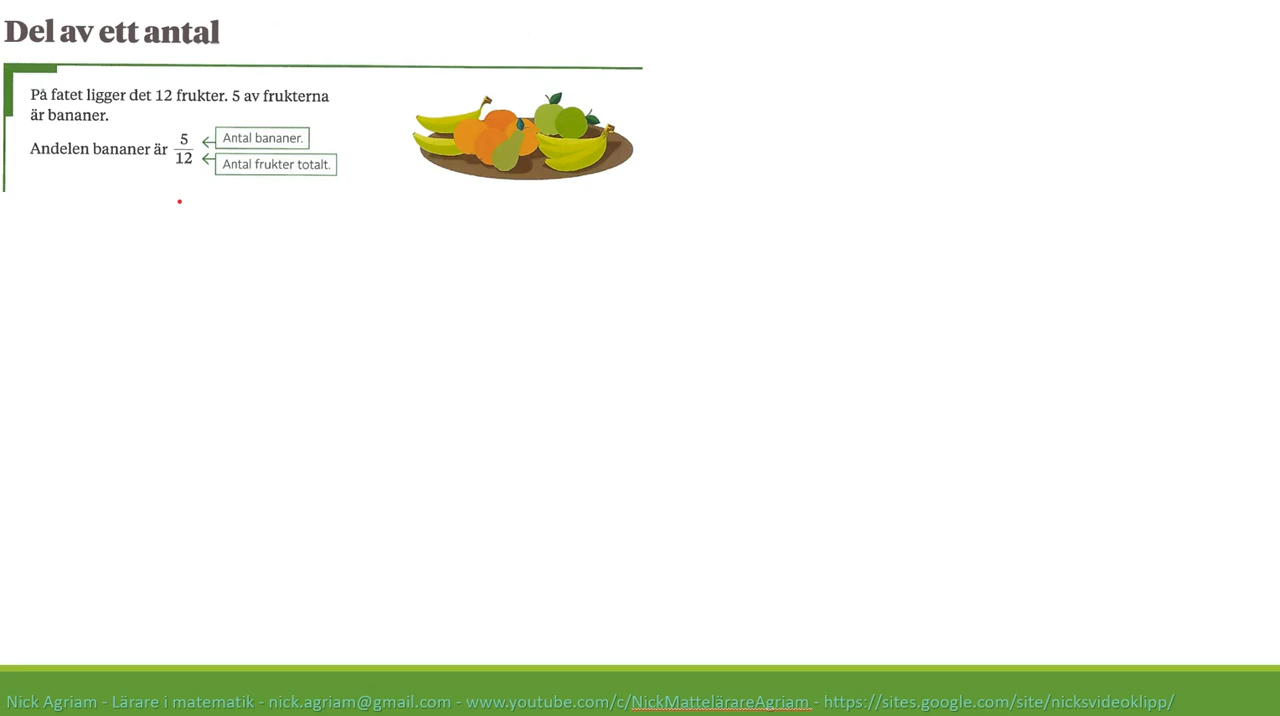 Del av ett antal
På fatet ligger det 12 frukter. 5 av frukterna
är bananer.
Andelen bananer är 5/12
Antal bananer.
Antal frukter totalt.
Nick Agriam - Lärare i matematik - nick.agriam@gmail.com - www.youtube.com/c/NickMattelärareAgriam - https://sites.google.com/site/nicksvideoklipp/